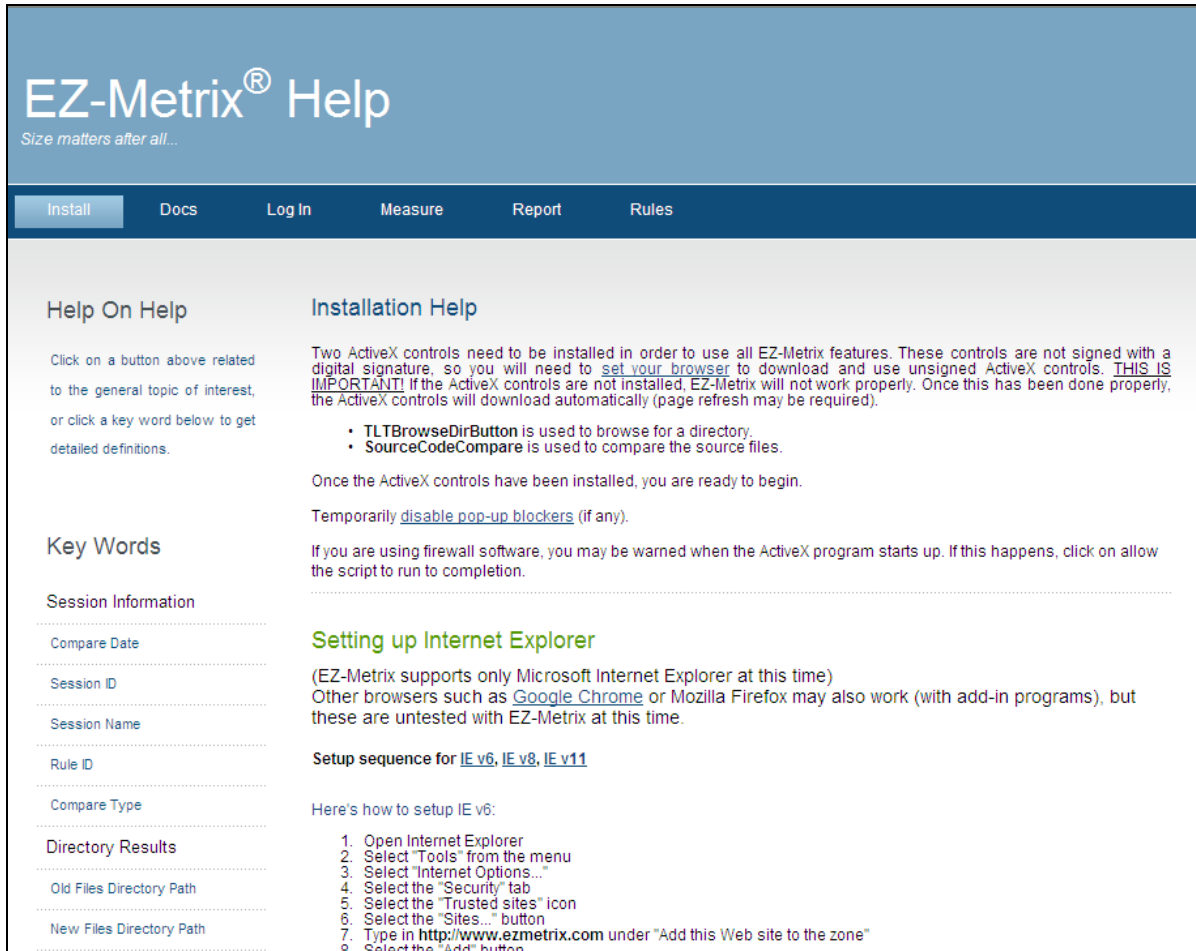 EZ-Metrix® Help
Size matters after all...
Install Docs Log In Measure Report Rules
Help On Help
Click on a button above related
to the general topic of interest,
or click a key word below to get
detailed definitions.
Key Words
Session Information
Compare Date
Session ID
Session Name
Rule ID
Compare Type
Directory Results
Old Files Directory Path
New Files Directory Path
Installation Help
Two ActiveX controls need to be installed in order to use all EZ-Metrix features. These controls are not signed with a
digital signature, so you will need to set your browser to download and use unsigned ActiveX controls. THIS IS
IMPORTANT! If the ActiveX controls are not installed, EZ-Metrix will not work properly. Once this has been done properly,
the ActiveX controls will download automatically (page refresh may be required).
• TLTBrowseDirButton is used to browse for a directory.
• SourceCodeCompare is used to compare the source files.
Once the ActiveX controls have been installed, you are ready to begin.
Temporarily disable pop-up blockers (if any).
If you are using firewall software, you may be warned when the ActiveX program starts up. If this happens, click on allow
the script to run to completion.
Setting up Internet Explorer
(EZ-Metrix supports only Microsoft Internet Explorer at this time)
Other browsers such as Google Chrome or Mozilla Firefox may also work (with add-in programs), but
these are untested with EZ-Metrix at this time.
Setup sequence for IE v6, IE v8, IE v11
Here's how to setup IE v6:
1. Open Internet Explorer
2. Select "Tools" from the menu
3. Select "Internet Options..."
4. Select the "Security" tab
5. Select the "Trusted sites" icon
6. Select the "Sites..." button
7. Type in http://www.ezmetrix.com under "Add this Web site to the zone"
8. Select the "Add" button